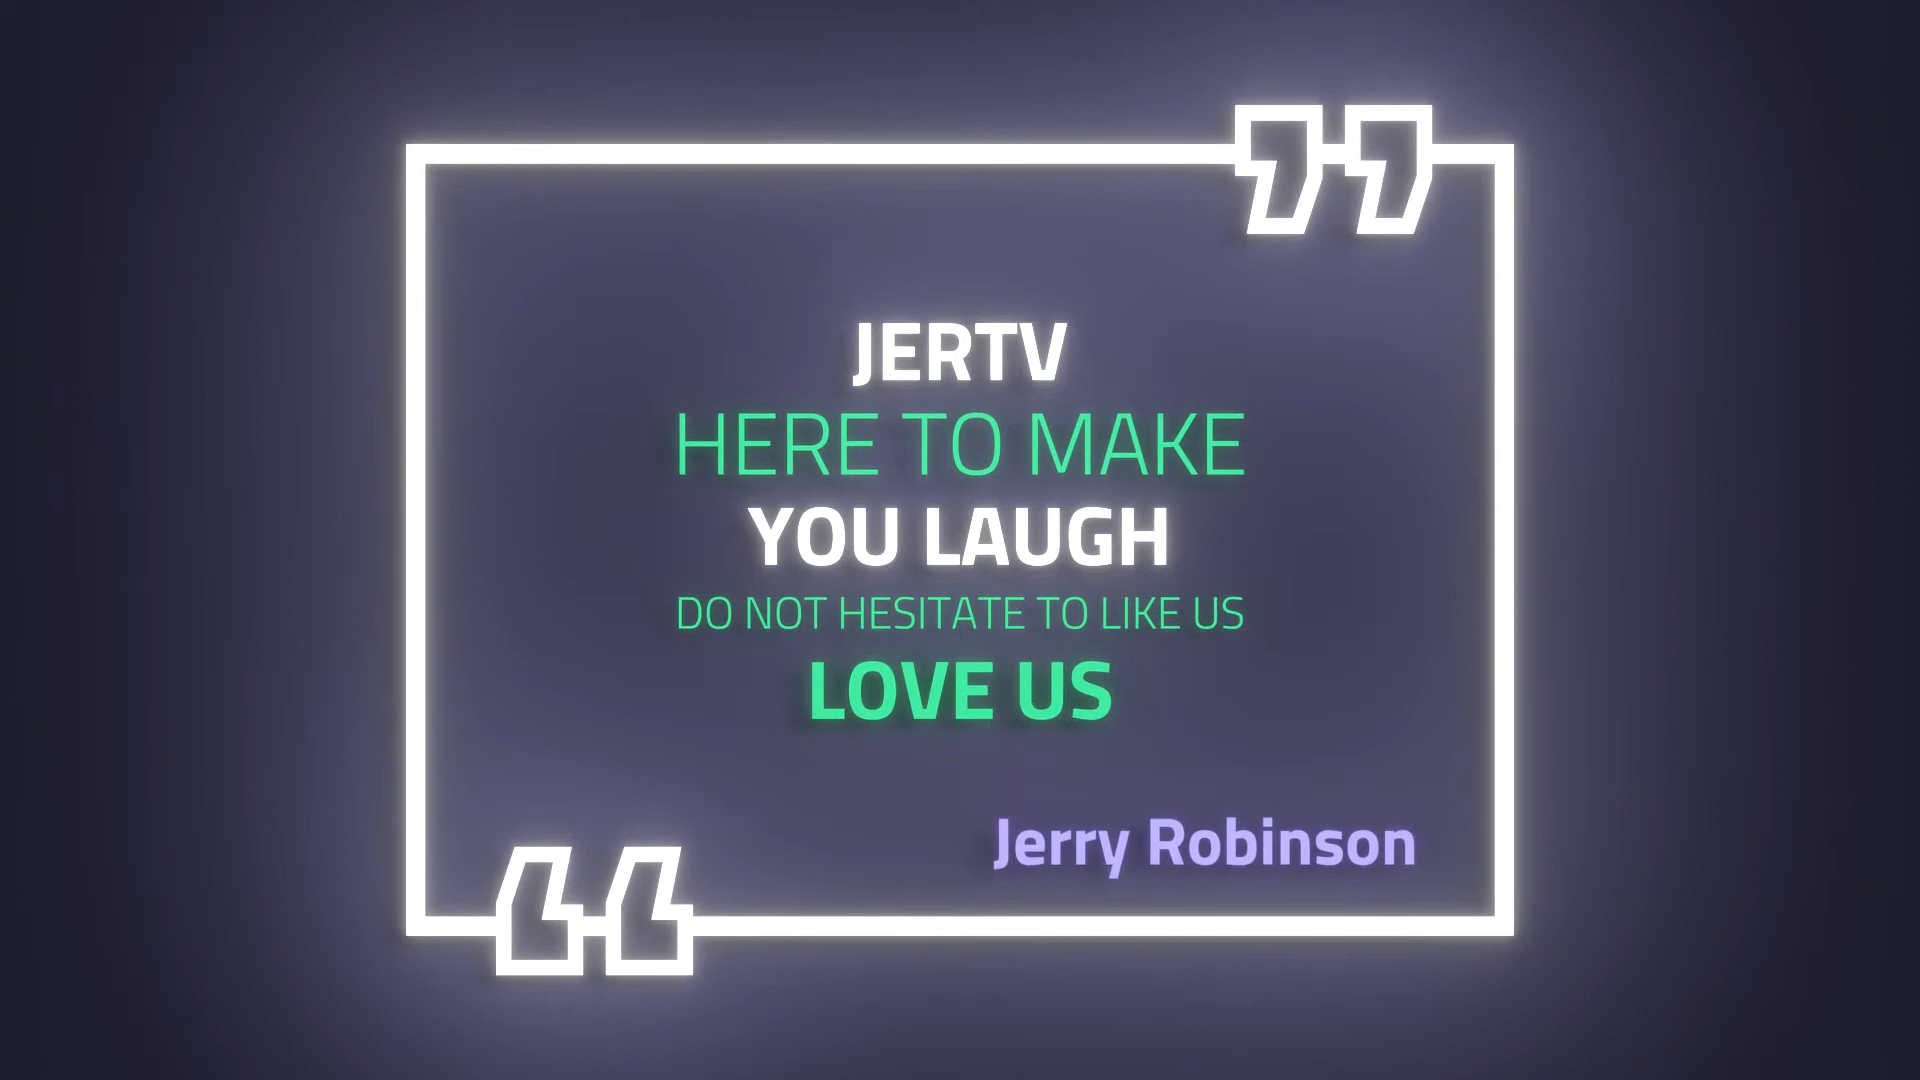 JERTV
HERE TO MAKE
YOU LAUGH
DO NOT HESITATE TO LIKE US
LOVE US
Jerry Robinson